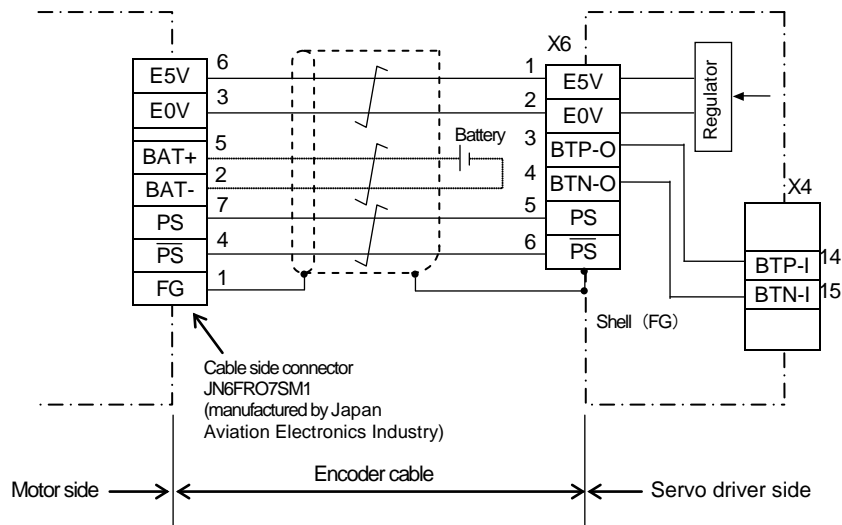 X6
6
1
E5V
E5V
3
2
E0V
E0V
Regulator
5
Battery
3
BAT+
BTP-O
2
4
BAT-
BTN-O
X4
7
5
PS
PS
4
6
PS
PS
14
BTP-I
1
FG
15
BTN-I
Shell（FG）
Cable side connector
JN6FRO7SM1
(manufactured by Japan
Aviation Electronics Industry)
Motor side
Encoder cable
Servo driver side